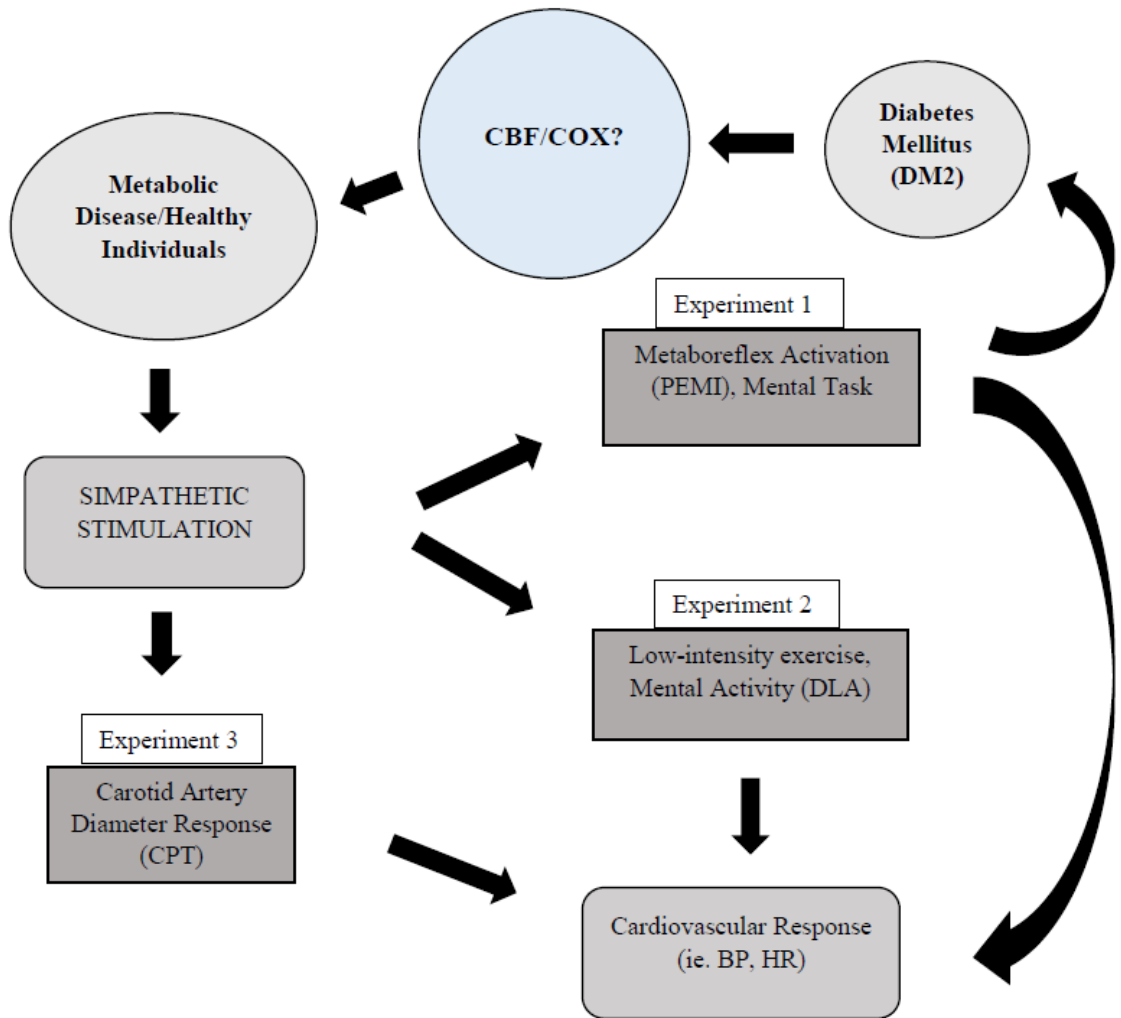 CBF/COX?
Diabetes
Mellitus
(DM2)
Metabolic
Disease/Healthy
Individuals
Experiment 1
Metaboreflex Activation
(PEMI), Mental Task
SIMPATHETIC
STIMULATION
Experiment 2
Low-intensity exercise,
Mental Activity (DLA)
Experiment 3
Carotid Artery
Diameter Response
(CPT)
Cardiovascular Response
(ie. BP, HR)